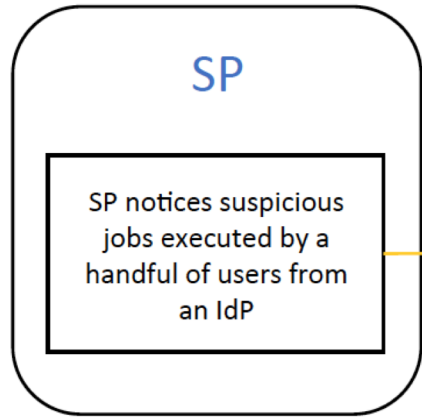 SP
SP notices suspicious
jobs executed by a
handful of users from
an IdP